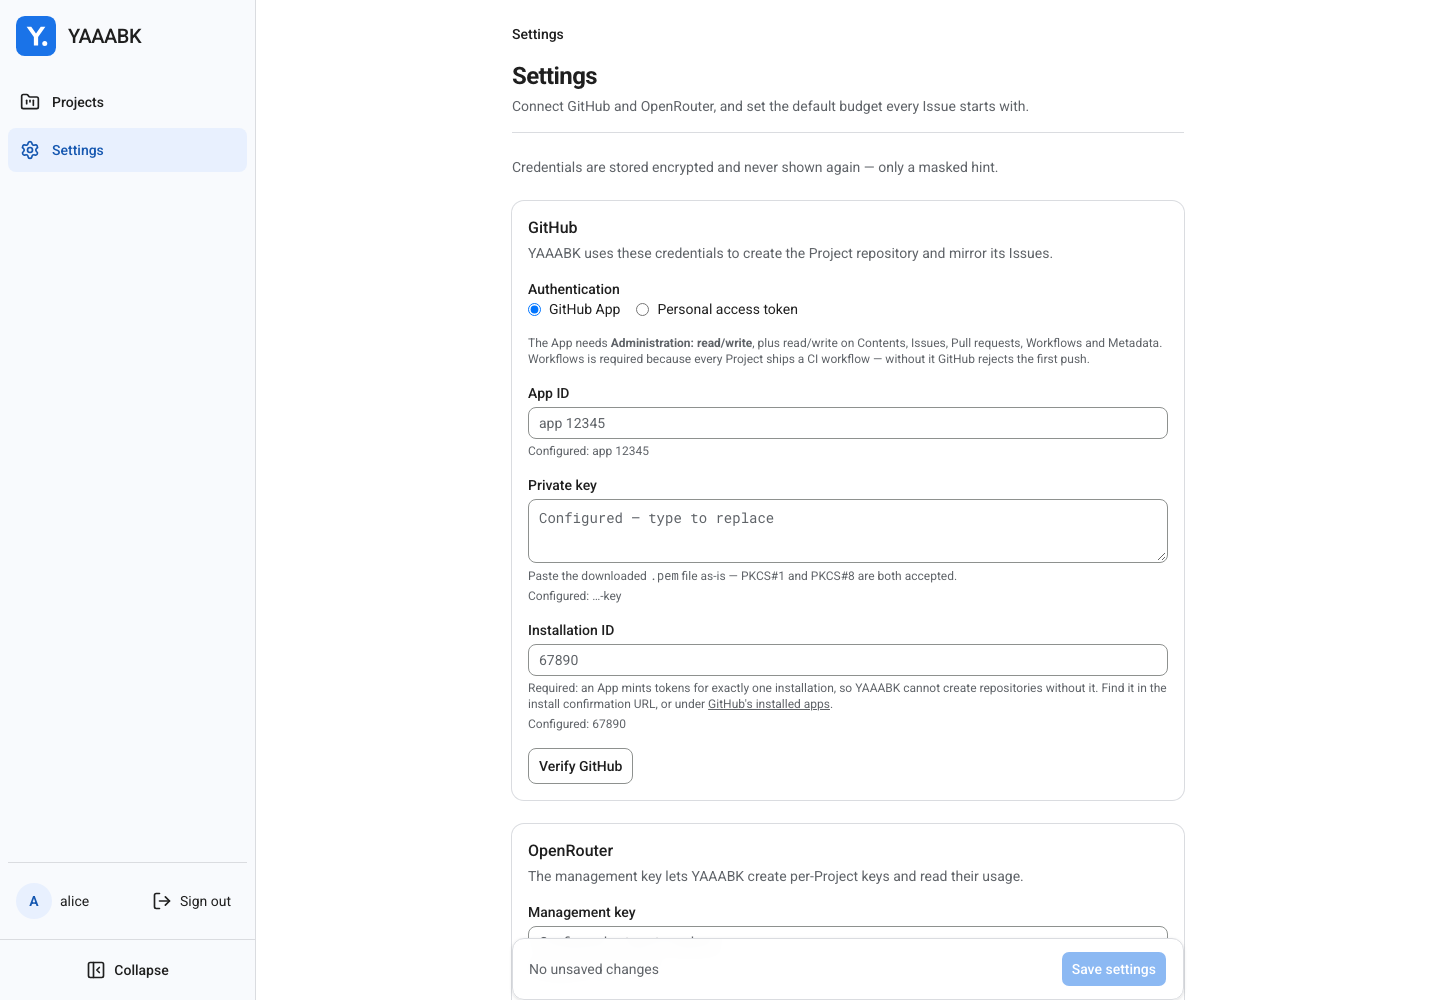 Y.
YAAABK
Projects
Settings
alice
Sign out
Collapse
Settings
Settings
Connect GitHub and OpenRouter, and set the default budget every Issue starts with.
Credentials are stored encrypted and never shown again — only a masked hint.
GitHub
YAAABK uses these credentials to create the Project repository and mirror its Issues.
Authentication
GitHub App
Personal access token
The App needs Administration: read/write, plus read/write on Contents, Issues, Pull requests, Workflows and Metadata.
Workflows is required because every Project ships a CI workflow — without it GitHub rejects the first push.
App ID
app 12345
Configured: app 12345
Private key
Configured — type to replace
Paste the downloaded .pem file as-is — PKCS#1 and PKCS#8 are both accepted.
Configured: …-key
Installation ID
67890
Required: an App mints tokens for exactly one installation, so YAAABK cannot create repositories without it. Find it in the
install confirmation URL, or under GitHub's installed apps.
Configured: 67890
Verify GitHub
OpenRouter
The management key lets YAAABK create per-Project keys and read their usage.
Management key
No unsaved changes
Save settings
A